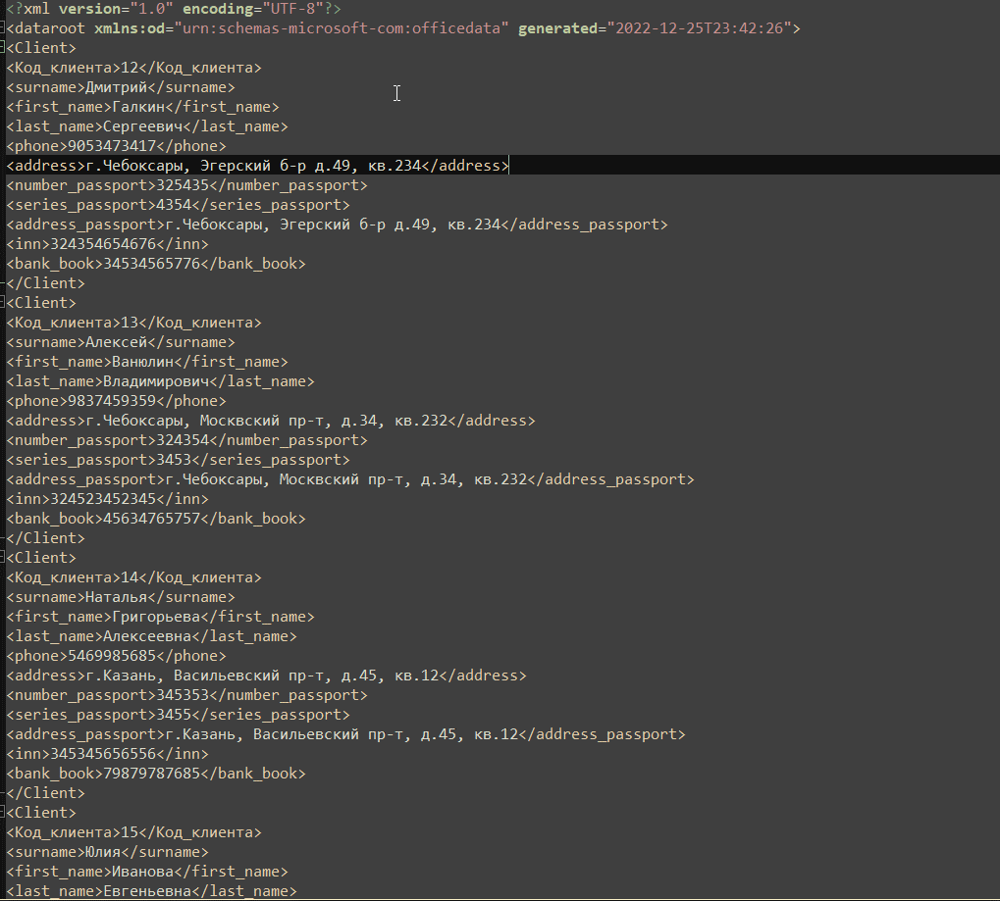 <?xml version="1.0" encoding="UTF-8"?>
<dataroot xmlns:od="urn:schemas-microsoft-com:officedata" generated="2022-12-25T23:42:26">
<Client>
<Код_клиента>12</Код_клиента>
<surname>Дмитрий</surname>
<first_name>Галкин</first_name>
<last_name>Сергеевич</last_name>
<phone>9053473417</phone>
<address>г.Чебоксары, Эгерский б-р д.49, кв.234</address>
<number_passport>325435</number_passport>
<series_passport>4354</series_passport>
<address_passport>г.Чебоксары, Эгерский б-р д.49, кв.234</address_passport>
<inn>324354654676</inn>
<bank_book>34534565776</bank_book>
</Client>
<Client>
<Код_клиента>13</Код_клиента>
<surname>Алексей</surname>
<first_name>Ванюлин</first_name>
<last_name>Владимирович</last_name>
<phone>9837459359</phone>
<address>г.Чебоксары, Москвский пр-т, д.34, кв.232</address>
<number_passport>324354</number_passport>
<series_passport>3453</series_passport>
<address_passport>г.Чебоксары, Москвский пр-т, д.34, кв.232</address_passport>
<inn>324523452345</inn>
<bank_book>45634765757</bank_book>
</Client>
<Client>
<Код_клиента>14</Код_клиента>
<surname>Наталья</surname>
<first_name>Григорьева</first_name>
<last_name>Алексеевна</last_name>
<phone>5469985685</phone>
<address>г.Казань, Васильевский пр-т, д.45, кв.12</address>
<number_passport>345353</number_passport>
<series_passport>3455</series_passport>
<address_passport>г.Казань, Васильевский пр-т, д.45, кв.12</address_passport>
<inn>345345656556</inn>
<bank_book>79879787685</bank_book>
</Client>
<Client>
<Код_клиента>15</Код_клиента>
<surname>Юлия</surname>
<first_name>Иванова</first_name>
<last_name>Евгеньевна</last_name>